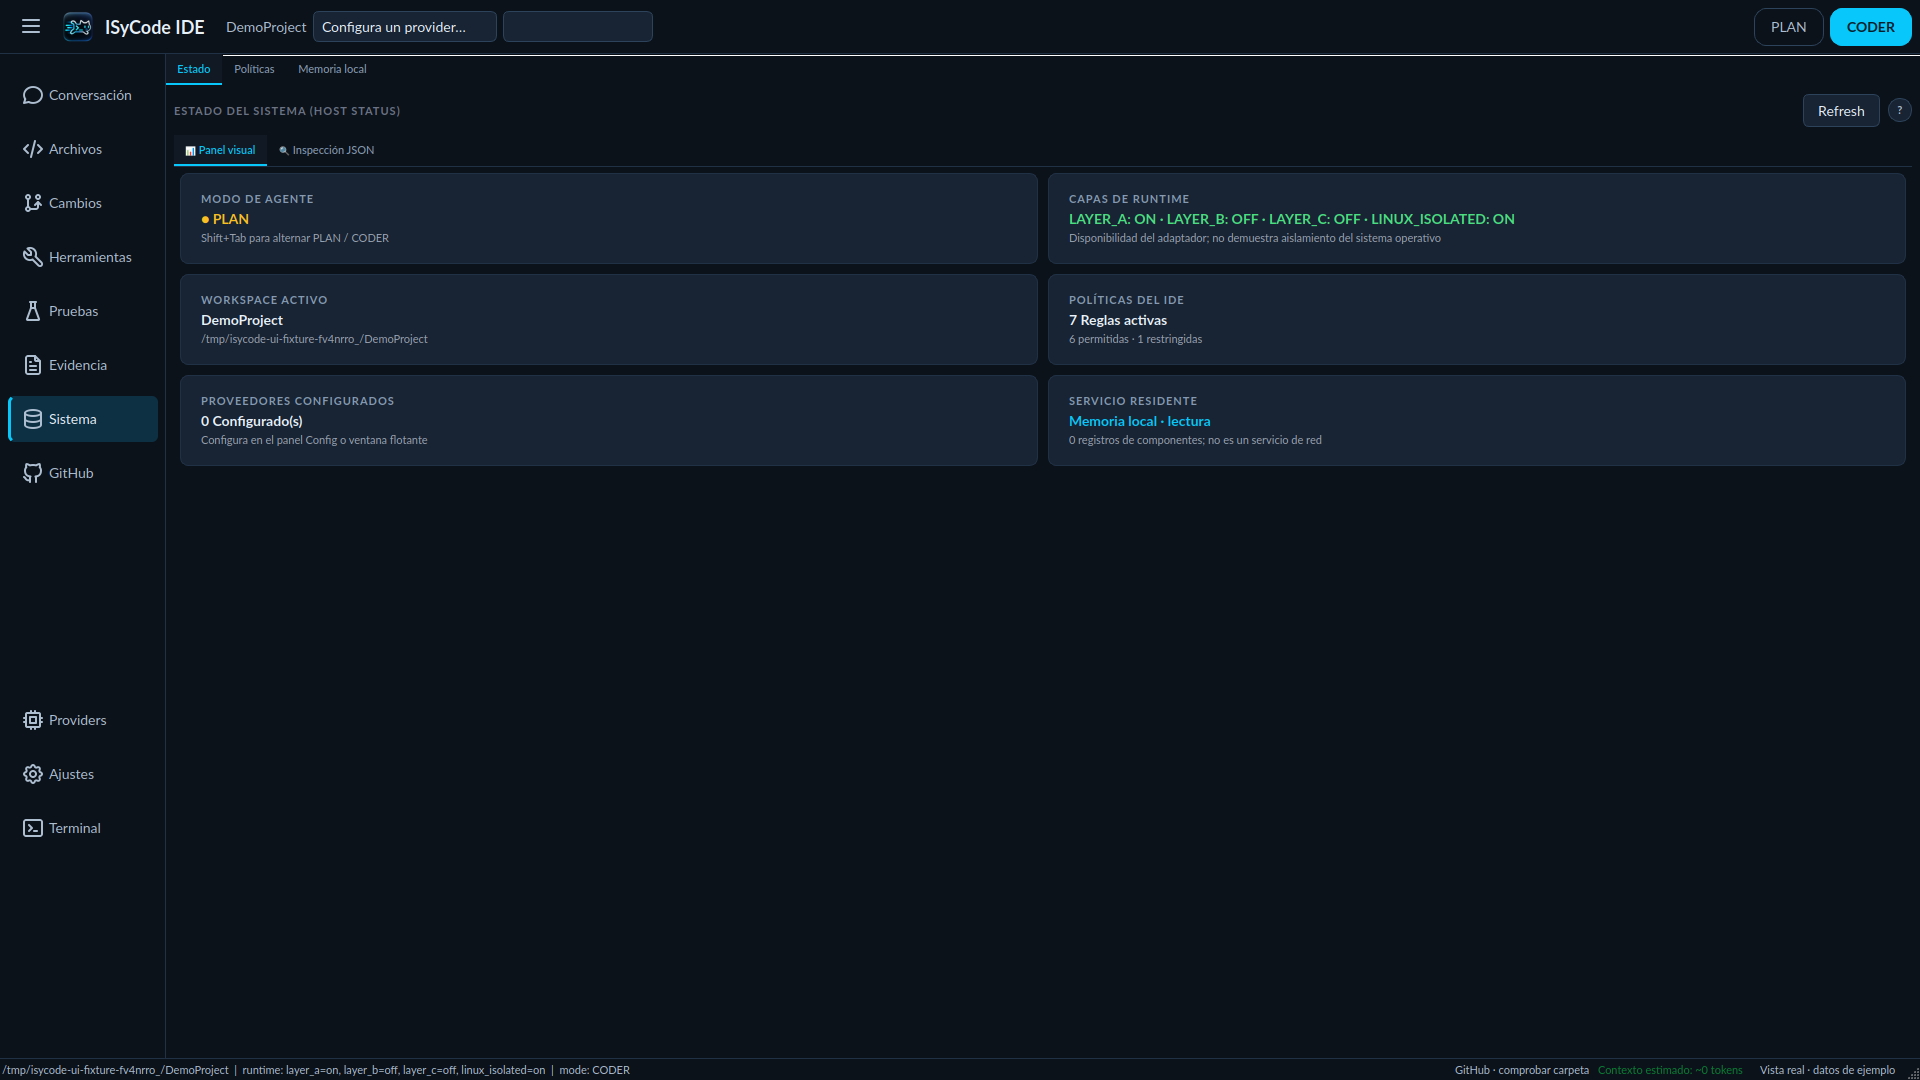 ISyCode IDE DemoProject Configura un provider... PLAN CODER
Conversación
Archivos
Cambios
Herramientas
Pruebas
Evidencia
Sistema
GitHub
Providers
Ajustes
Terminal
Estado Políticas Memoria local
ESTADO DEL SISTEMA (HOST STATUS) Refresh ?
Panel visual Inspección JSON
MODO DE AGENTE
● PLAN
Shift+Tab para alternar PLAN / CODER
CAPAS DE RUNTIME
LAYER_A: ON · LAYER_B: OFF · LAYER_C: OFF · LINUX_ISOLATED: ON
Disponibilidad del adaptador; no demuestra aislamiento del sistema operativo
WORKSPACE ACTIVO
DemoProject
/tmp/isycode-ui-fixture-fv4nrro_/DemoProject
POLÍTICAS DEL IDE
7 Reglas activas
6 permitidas · 1 restringidas
PROVEEDORES CONFIGURADOS
0 Configurado(s)
Configura en el panel Config o ventana flotante
SERVICIO RESIDENTE
Memoria local · lectura
0 registros de componentes; no es un servicio de red
/tmp/isycode-ui-fixture-fv4nrro_/DemoProject | runtime: layer_a=on, layer_b=off, layer_c=off, linux_isolated=on | mode: CODER
GitHub · comprobar carpeta Contexto estimado: ~0 tokens Vista real · datos de ejemplo